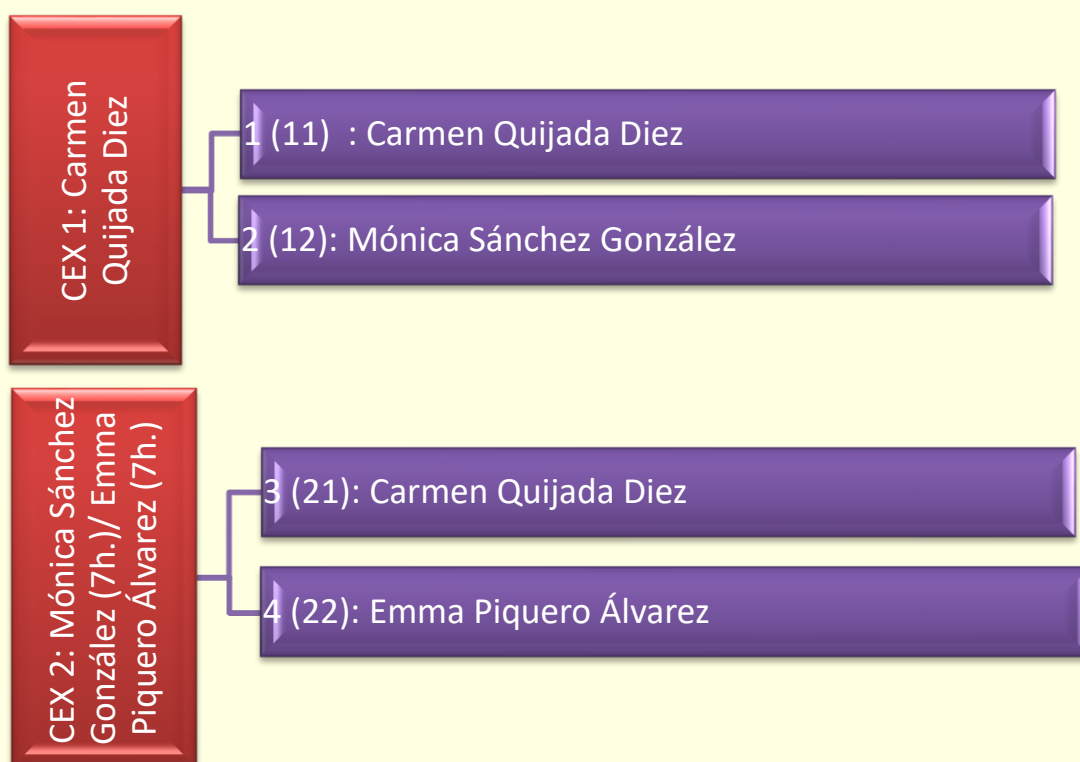 CEX 1: Carmen
Quijada Diez
1 (11) : Carmen Quijada Diez
2 (12): Mónica Sánchez González
CEX 2: Mónica Sánchez
González (7h.)/ Emma
Piquero Álvarez (7h.)
3 (21): Carmen Quijada Diez
4 (22): Emma Piquero Álvarez